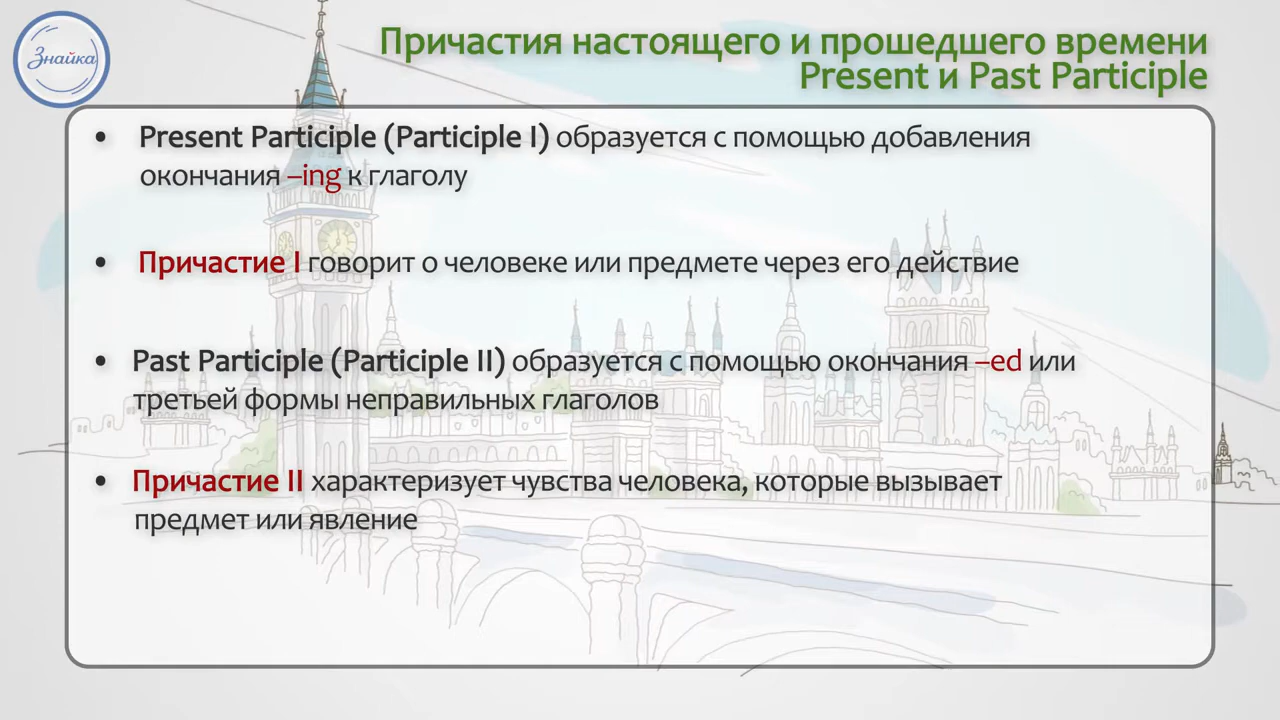 Знайка
Причастия настоящего и прошедшего времени
Present и Past Participle
• Present Participle (Participle I) образуется с помощью добавления
окончания –ing к глаголу
• Причастие I говорит о человеке или предмете через его действие
• Past Participle (Participle II) образуется с помощью окончания –ed или
третьей формы неправильных глаголов
• Причастие II характеризует чувства человека, которые вызывает
предмет или явление